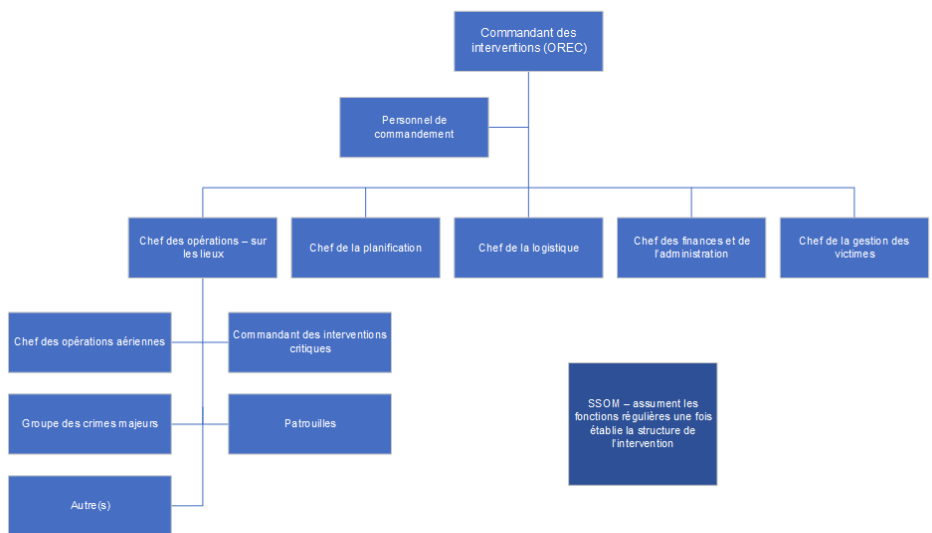 Commandant des
interventions (OREC)
Personnel de
commandement
Chef des opérations – sur
les lieux
Chef de la planification
Chef de la logistique
Chef des finances et de
l'administration
Chef de la gestion des
victimes
Chef des opérations aériennes
Commandant des interventions
critiques
Groupe des crimes majeurs
Patrouilles
SSOM – assument les
fonctions régulières une fois
établie la structure de
l'intervention
Autre(s)